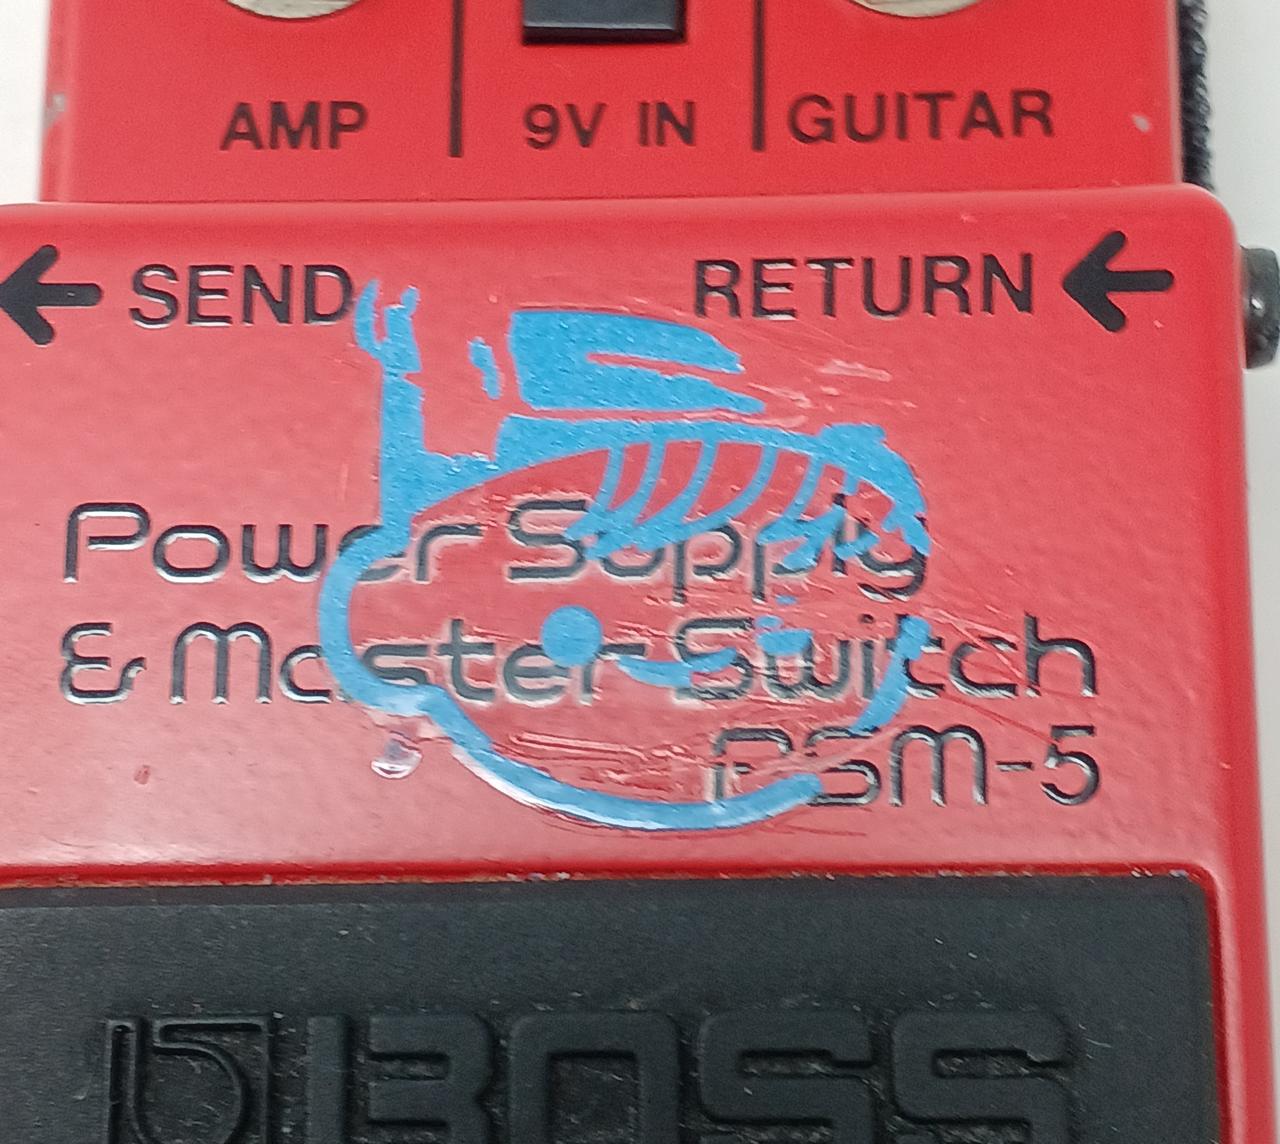 AMP 9V IN GUITAR
← SEND RETURN ←
Power Supply
& Master Switch
PSM-5
BOSS